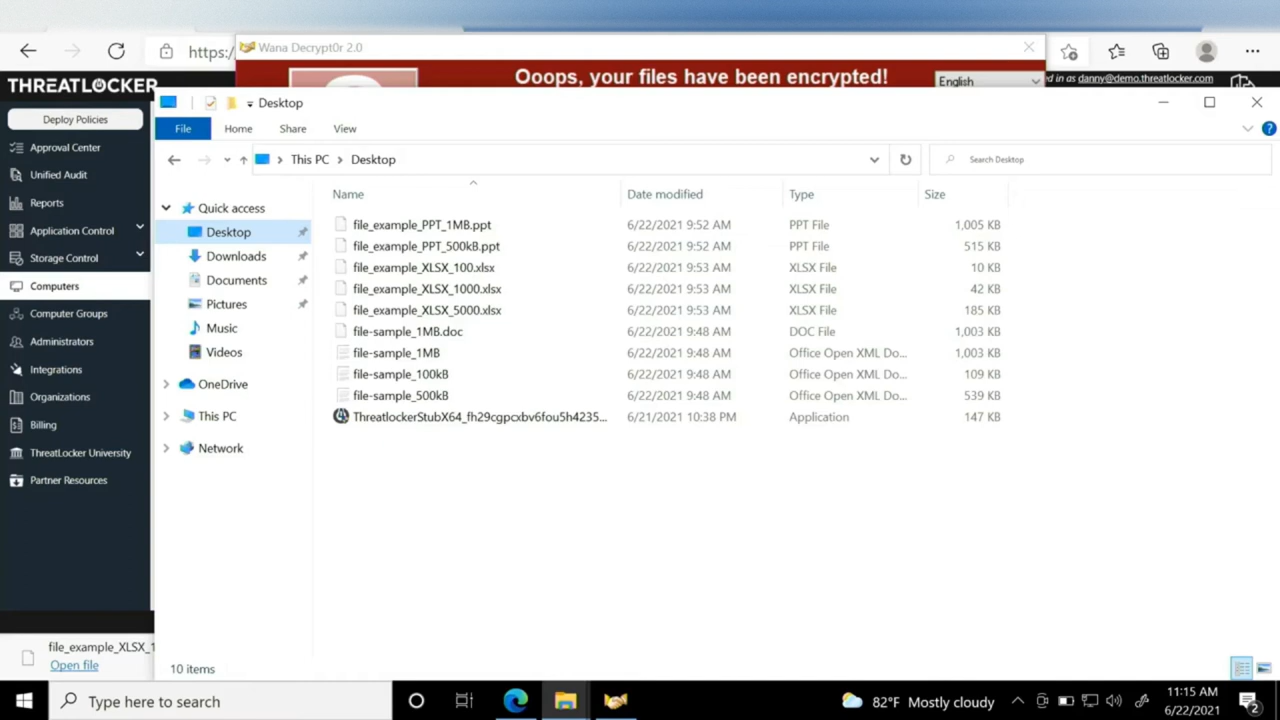 https:/
Wana Decrypt0r 2.0
Ooops, your files have been encrypted!
English
THREATLOCKER
d in as danny@demo.threatlocker.com
Deploy Policies
Approval Center
Unified Audit
Reports
Application Control
Storage Control
Computers
Computer Groups
Administrators
Integrations
Organizations
Billing
ThreatLocker University
Partner Resources
Desktop
File Home Share View
This PC > Desktop
Search Desktop
Quick access
Desktop
Downloads
Documents
Pictures
Music
Videos
OneDrive
This PC
Network
Name Date modified Type Size
file_example_PPT_1MB.ppt 6/22/2021 9:52 AM PPT File 1,005 KB
file_example_PPT_500kB.ppt 6/22/2021 9:52 AM PPT File 515 KB
file_example_XLSX_100.xlsx 6/22/2021 9:53 AM XLSX File 10 KB
file_example_XLSX_1000.xlsx 6/22/2021 9:53 AM XLSX File 42 KB
file_example_XLSX_5000.xlsx 6/22/2021 9:53 AM XLSX File 185 KB
file-sample_1MB.doc 6/22/2021 9:48 AM DOC File 1,003 KB
file-sample_1MB 6/22/2021 9:48 AM Office Open XML Do... 1,003 KB
file-sample_100kB 6/22/2021 9:48 AM Office Open XML Do... 109 KB
file-sample_500kB 6/22/2021 9:48 AM Office Open XML Do... 539 KB
ThreatlockerStubX64_fh29cgpcxbv6fou5h4235... 6/21/2021 10:38 PM Application 147 KB
10 items
file_example_XLSX_1
Open file
Type here to search
82°F Mostly cloudy
11:15 AM
6/22/2021
2